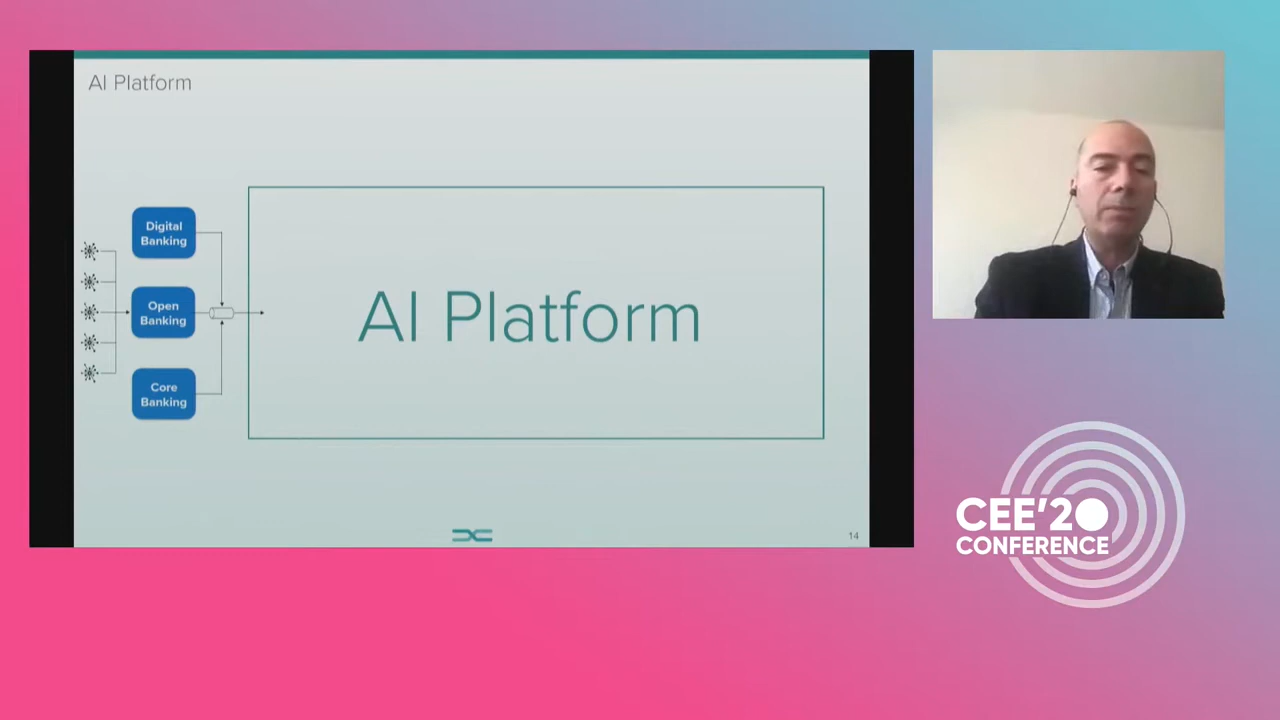 AI Platform
Digital
Banking
Open
Banking
Core
Banking
AI Platform
14
CEE'20
CONFERENCE